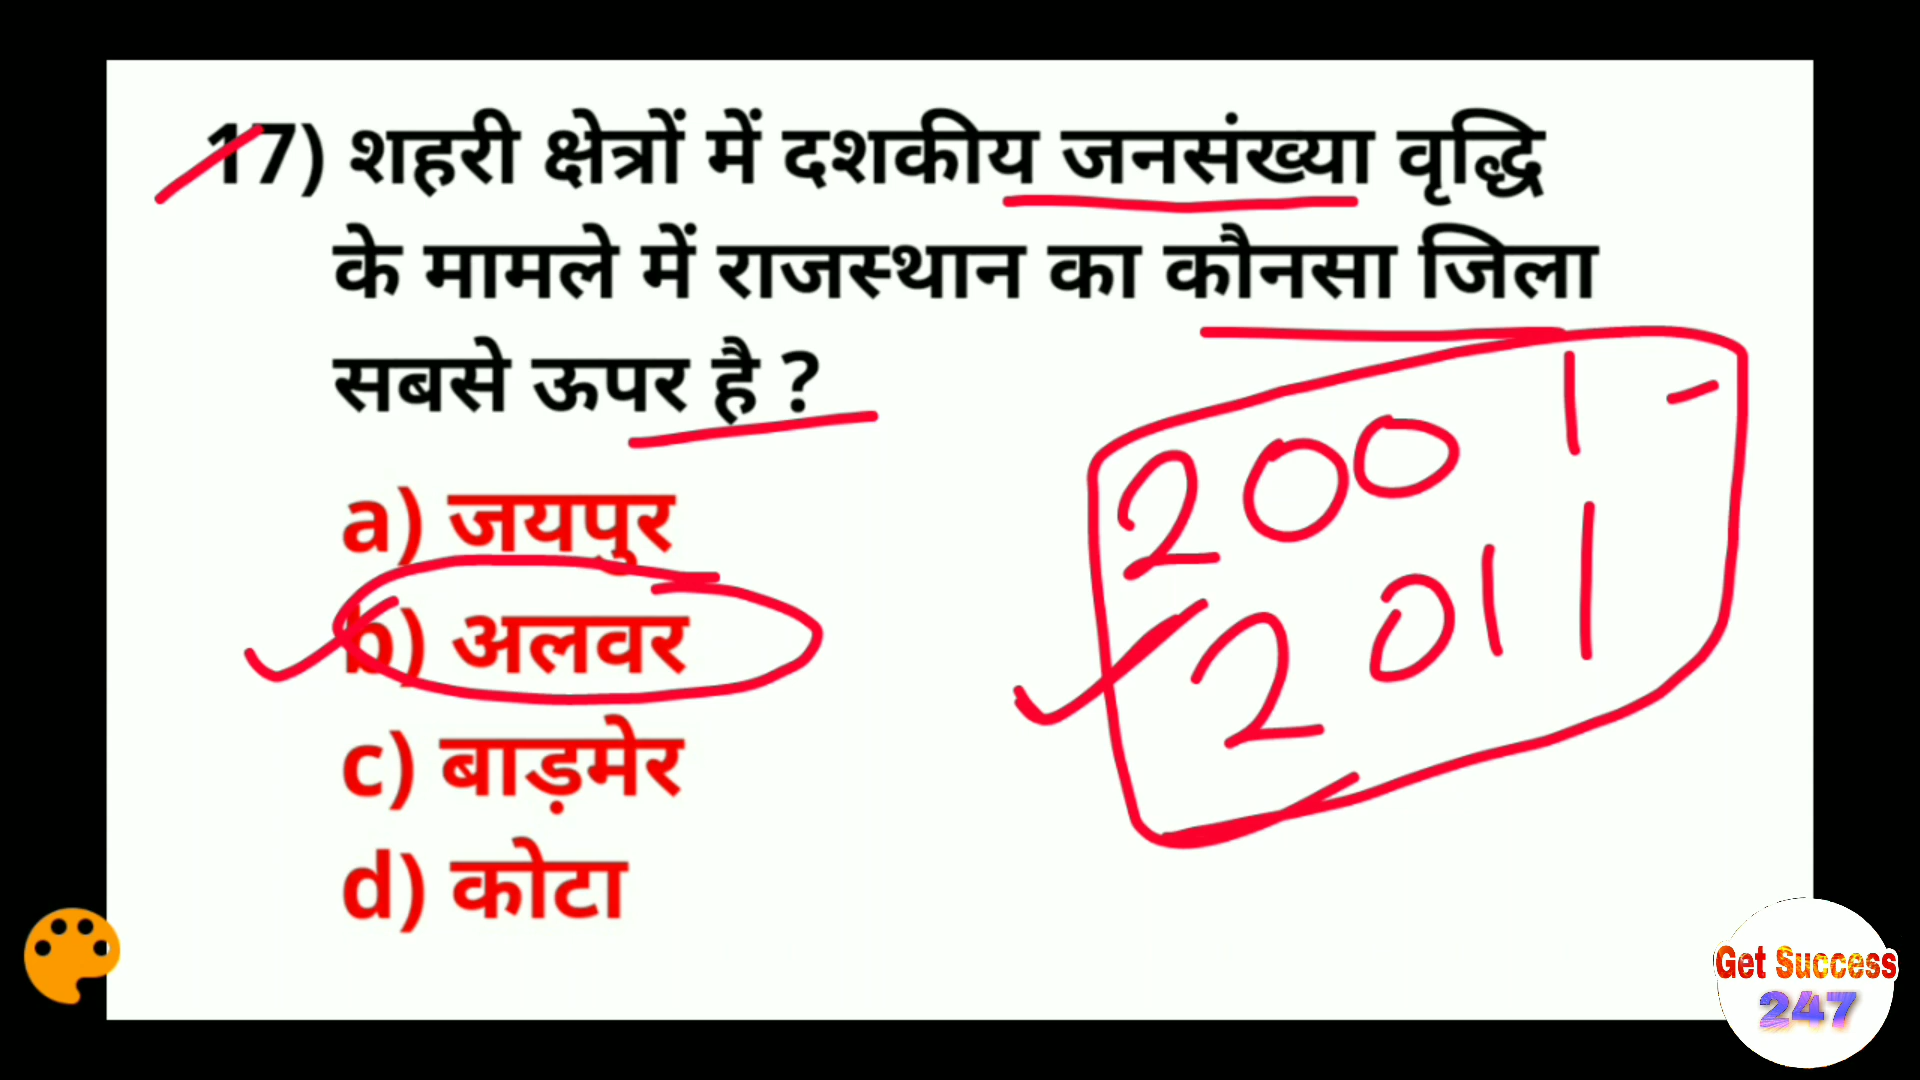 17) शहरी क्षेत्रों में दशकीय जनसंख्या वृद्धि
के मामले में राजस्थान का कौनसा जिला
सबसे ऊपर है ?
a) जयपुर
b) अलवर
c) बाड़मेर
d) कोटा
2001 -
2011
Get Success
247